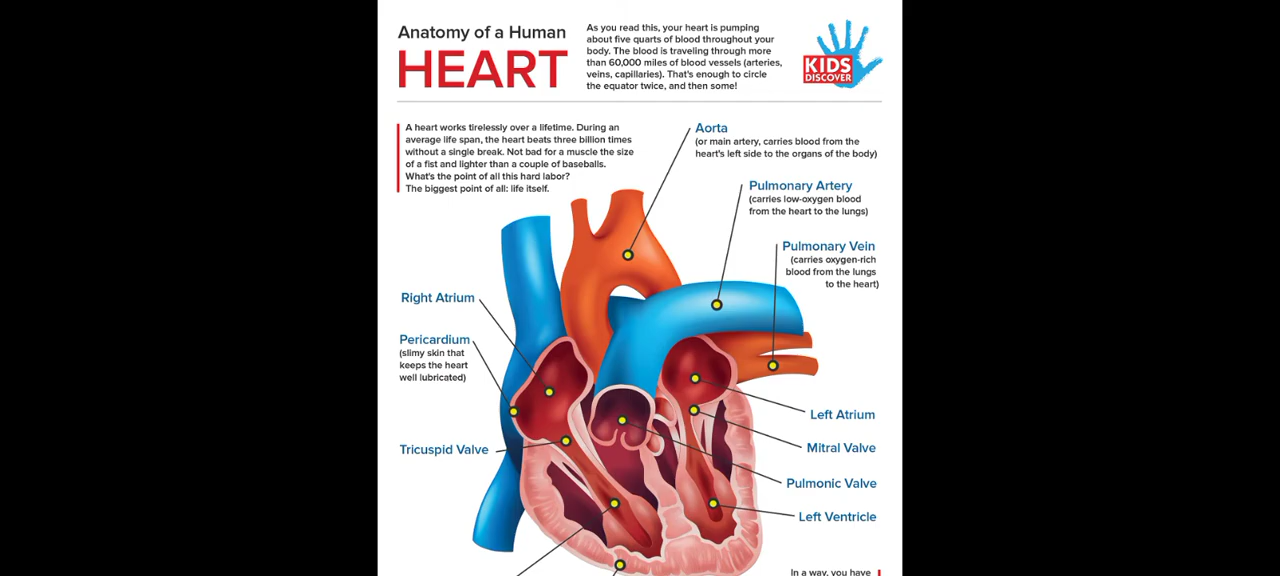 Anatomy of a Human
HEART
As you read this, your heart is pumping
about five quarts of blood throughout your
body. The blood is traveling through more
than 60,000 miles of blood vessels (arteries,
veins, capillaries). That's enough to circle
the equator twice, and then some!
KIDS
DISCOVER
A heart works tirelessly over a lifetime. During an
average life span, the heart beats three billion times
without a single break. Not bad for a muscle the size
of a fist and lighter than a couple of baseballs.
What's the point of all this hard labor?
The biggest point of all: life itself.
Aorta
(or main artery, carries blood from the
heart's left side to the organs of the body)
Pulmonary Artery
(carries low-oxygen blood
from the heart to the lungs)
Pulmonary Vein
(carries oxygen-rich
blood from the lungs
to the heart)
Right Atrium
Pericardium
(slimy skin that
keeps the heart
well lubricated)
Tricuspid Valve
Left Atrium
Mitral Valve
Pulmonic Valve
Left Ventricle
In a way, you have